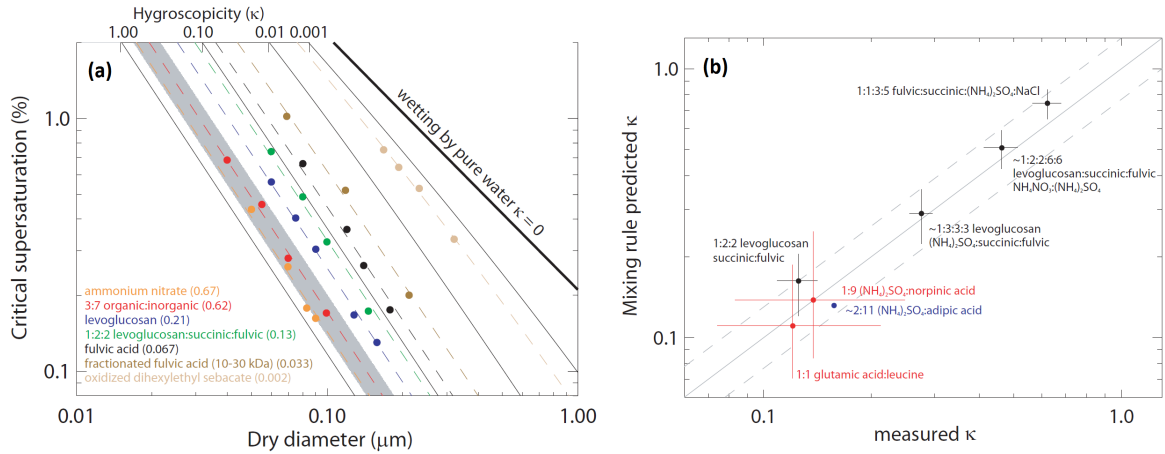 Hygroscopicity (κ)
1.00 0.10 0.01 0.001
(a)
wetting by pure water κ = 0
Critical supersaturation (%)
1.0
0.1
ammonium nitrate (0.67)
3:7 organic:inorganic (0.62)
levoglucosan (0.21)
1:2:2 levoglucosan:succinic:fulvic (0.13)
fulvic acid (0.067)
fractionated fulvic acid (10-30 kDa) (0.033)
oxidized dihexylethyl sebacate (0.002)
0.01 0.10 1.00
Dry diameter (μm)
0.1 1.0
(b)
Mixing rule predicted κ
1.0
0.1
1:1:3:5 fulvic:succinic:(NH₄)₂SO₄:NaCl
~1:2:2:6:6
levoglucosan:succinic:fulvic
NH₄NO₃:(NH₄)₂SO₄
~1:3:3:3 levoglucosan
(NH₄)₂SO₄:succinic:fulvic
1:2:2 levoglucosan
succinic:fulvic
1:9 (NH₄)₂SO₄:norpinic acid
~2:11 (NH₄)₂SO₄:adipic acid
1:1 glutamic acid:leucine
0.1 1.0
measured κ